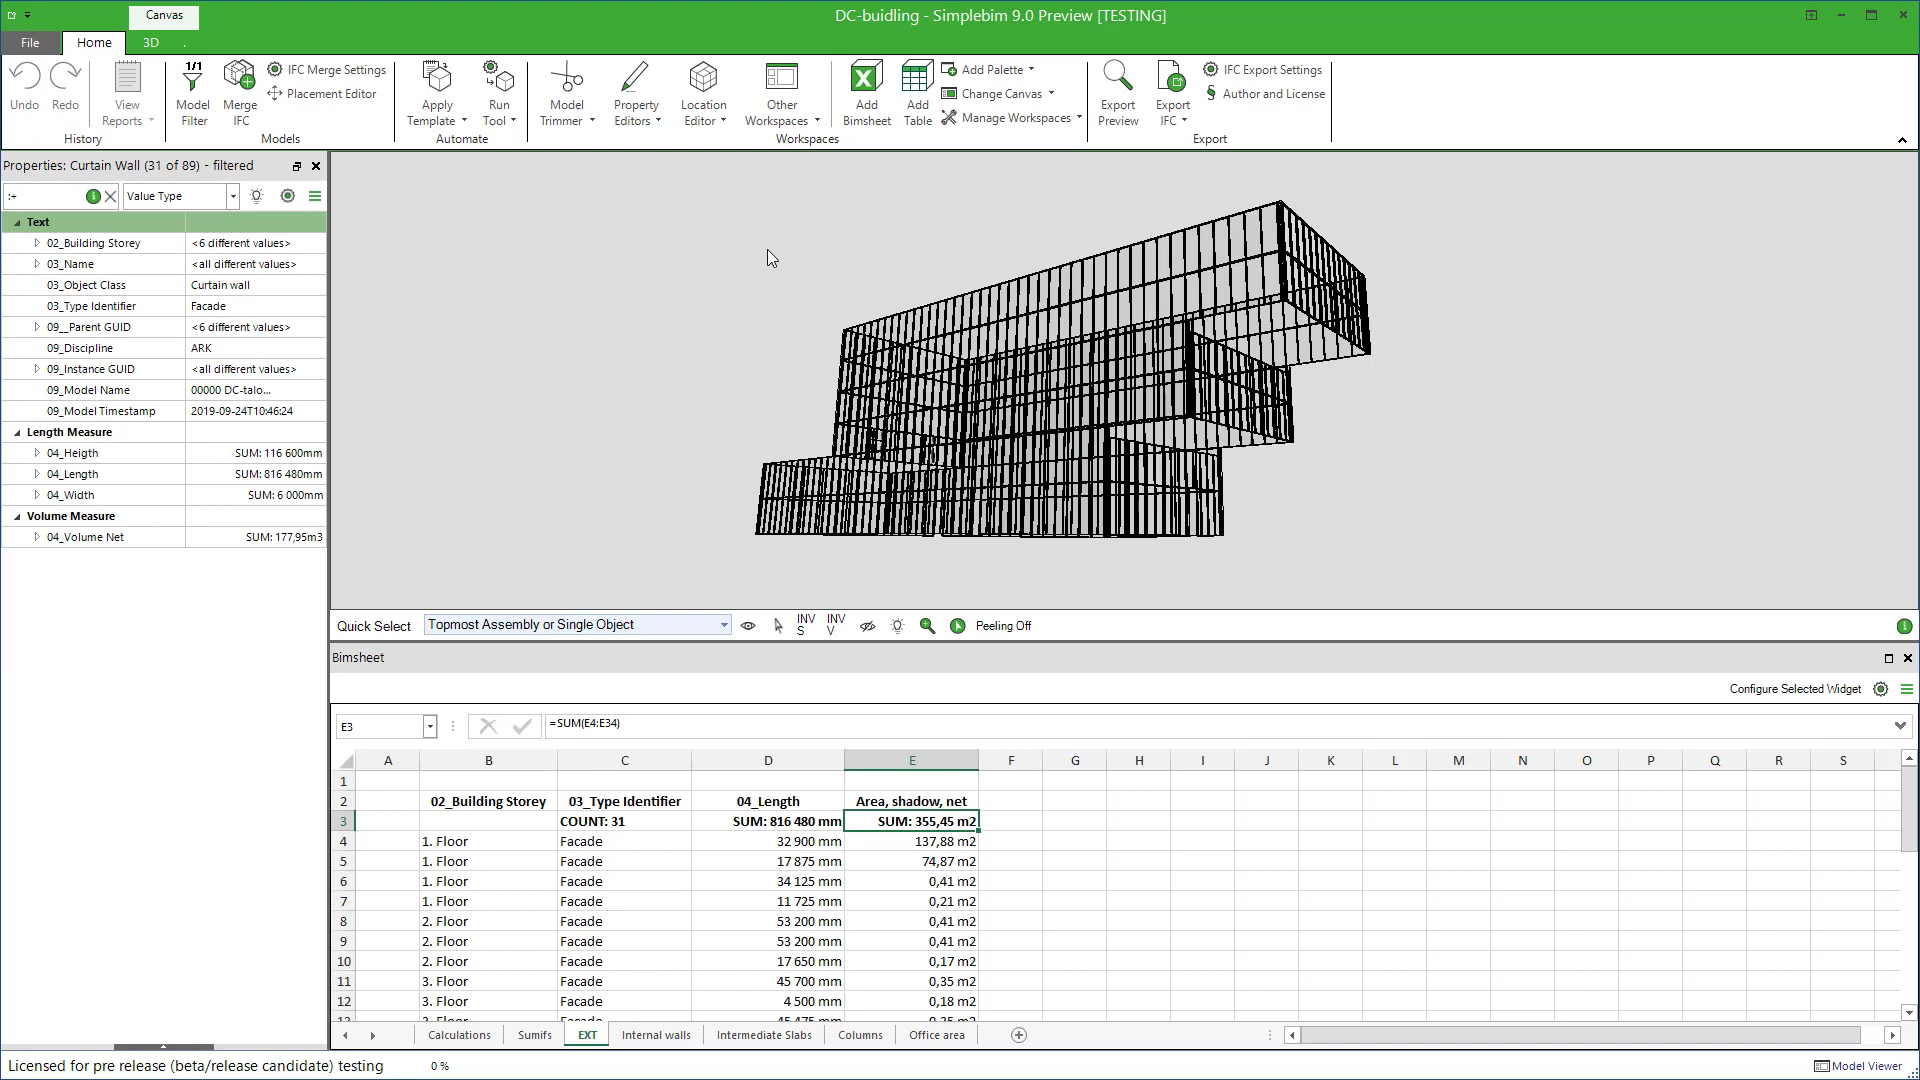 Canvas
DC-buidling - Simplebim 9.0 Preview [TESTING]
File
Home
3D
.
Undo
Redo
View Reports
History
1/1
Model Filter
Merge IFC
IFC Merge Settings
Placement Editor
Models
Apply Template
Run Tool
Automate
Model Trimmer
Property Editors
Location Editor
Other Workspaces
Add Bimsheet
Add Table
Add Palette
Change Canvas
Manage Workspaces
Workspaces
Export Preview
Export IFC
IFC Export Settings
Author and License
Export
Properties: Curtain Wall (31 of 89) - filtered
:+
Value Type
Text
02_Building Storey <6 different values>
03_Name <all different values>
03_Object Class Curtain wall
03_Type Identifier Facade
09__Parent GUID <6 different values>
09_Discipline ARK
09_Instance GUID <all different values>
09_Model Name 00000 DC-talo...
09_Model Timestamp 2019-09-24T10:46:24
Length Measure
04_Heigth SUM: 116 600mm
04_Length SUM: 816 480mm
04_Width SUM: 6 000mm
Volume Measure
04_Volume Net SUM: 177,95m3
Quick Select
Topmost Assembly or Single Object
INV S
INV V
Peeling Off
Bimsheet
Configure Selected Widget
E3
=SUM(E4:E34)
A B C D E F G H I J K L M N O P Q R S
1
2 02_Building Storey 03_Type Identifier 04_Length Area, shadow, net
3 COUNT: 31 SUM: 816 480 mm SUM: 355,45 m2
4 1. Floor Facade 32 900 mm 137,88 m2
5 1. Floor Facade 17 875 mm 74,87 m2
6 1. Floor Facade 34 125 mm 0,41 m2
7 1. Floor Facade 11 725 mm 0,21 m2
8 2. Floor Facade 53 200 mm 0,41 m2
9 2. Floor Facade 53 200 mm 0,41 m2
10 2. Floor Facade 17 650 mm 0,17 m2
11 3. Floor Facade 45 700 mm 0,35 m2
12 3. Floor Facade 4 500 mm 0,18 m2
Calculations
Sumifs
EXT
Internal walls
Intermediate Slabs
Columns
Office area
Licensed for pre release (beta/release candidate) testing
0 %
Model Viewer